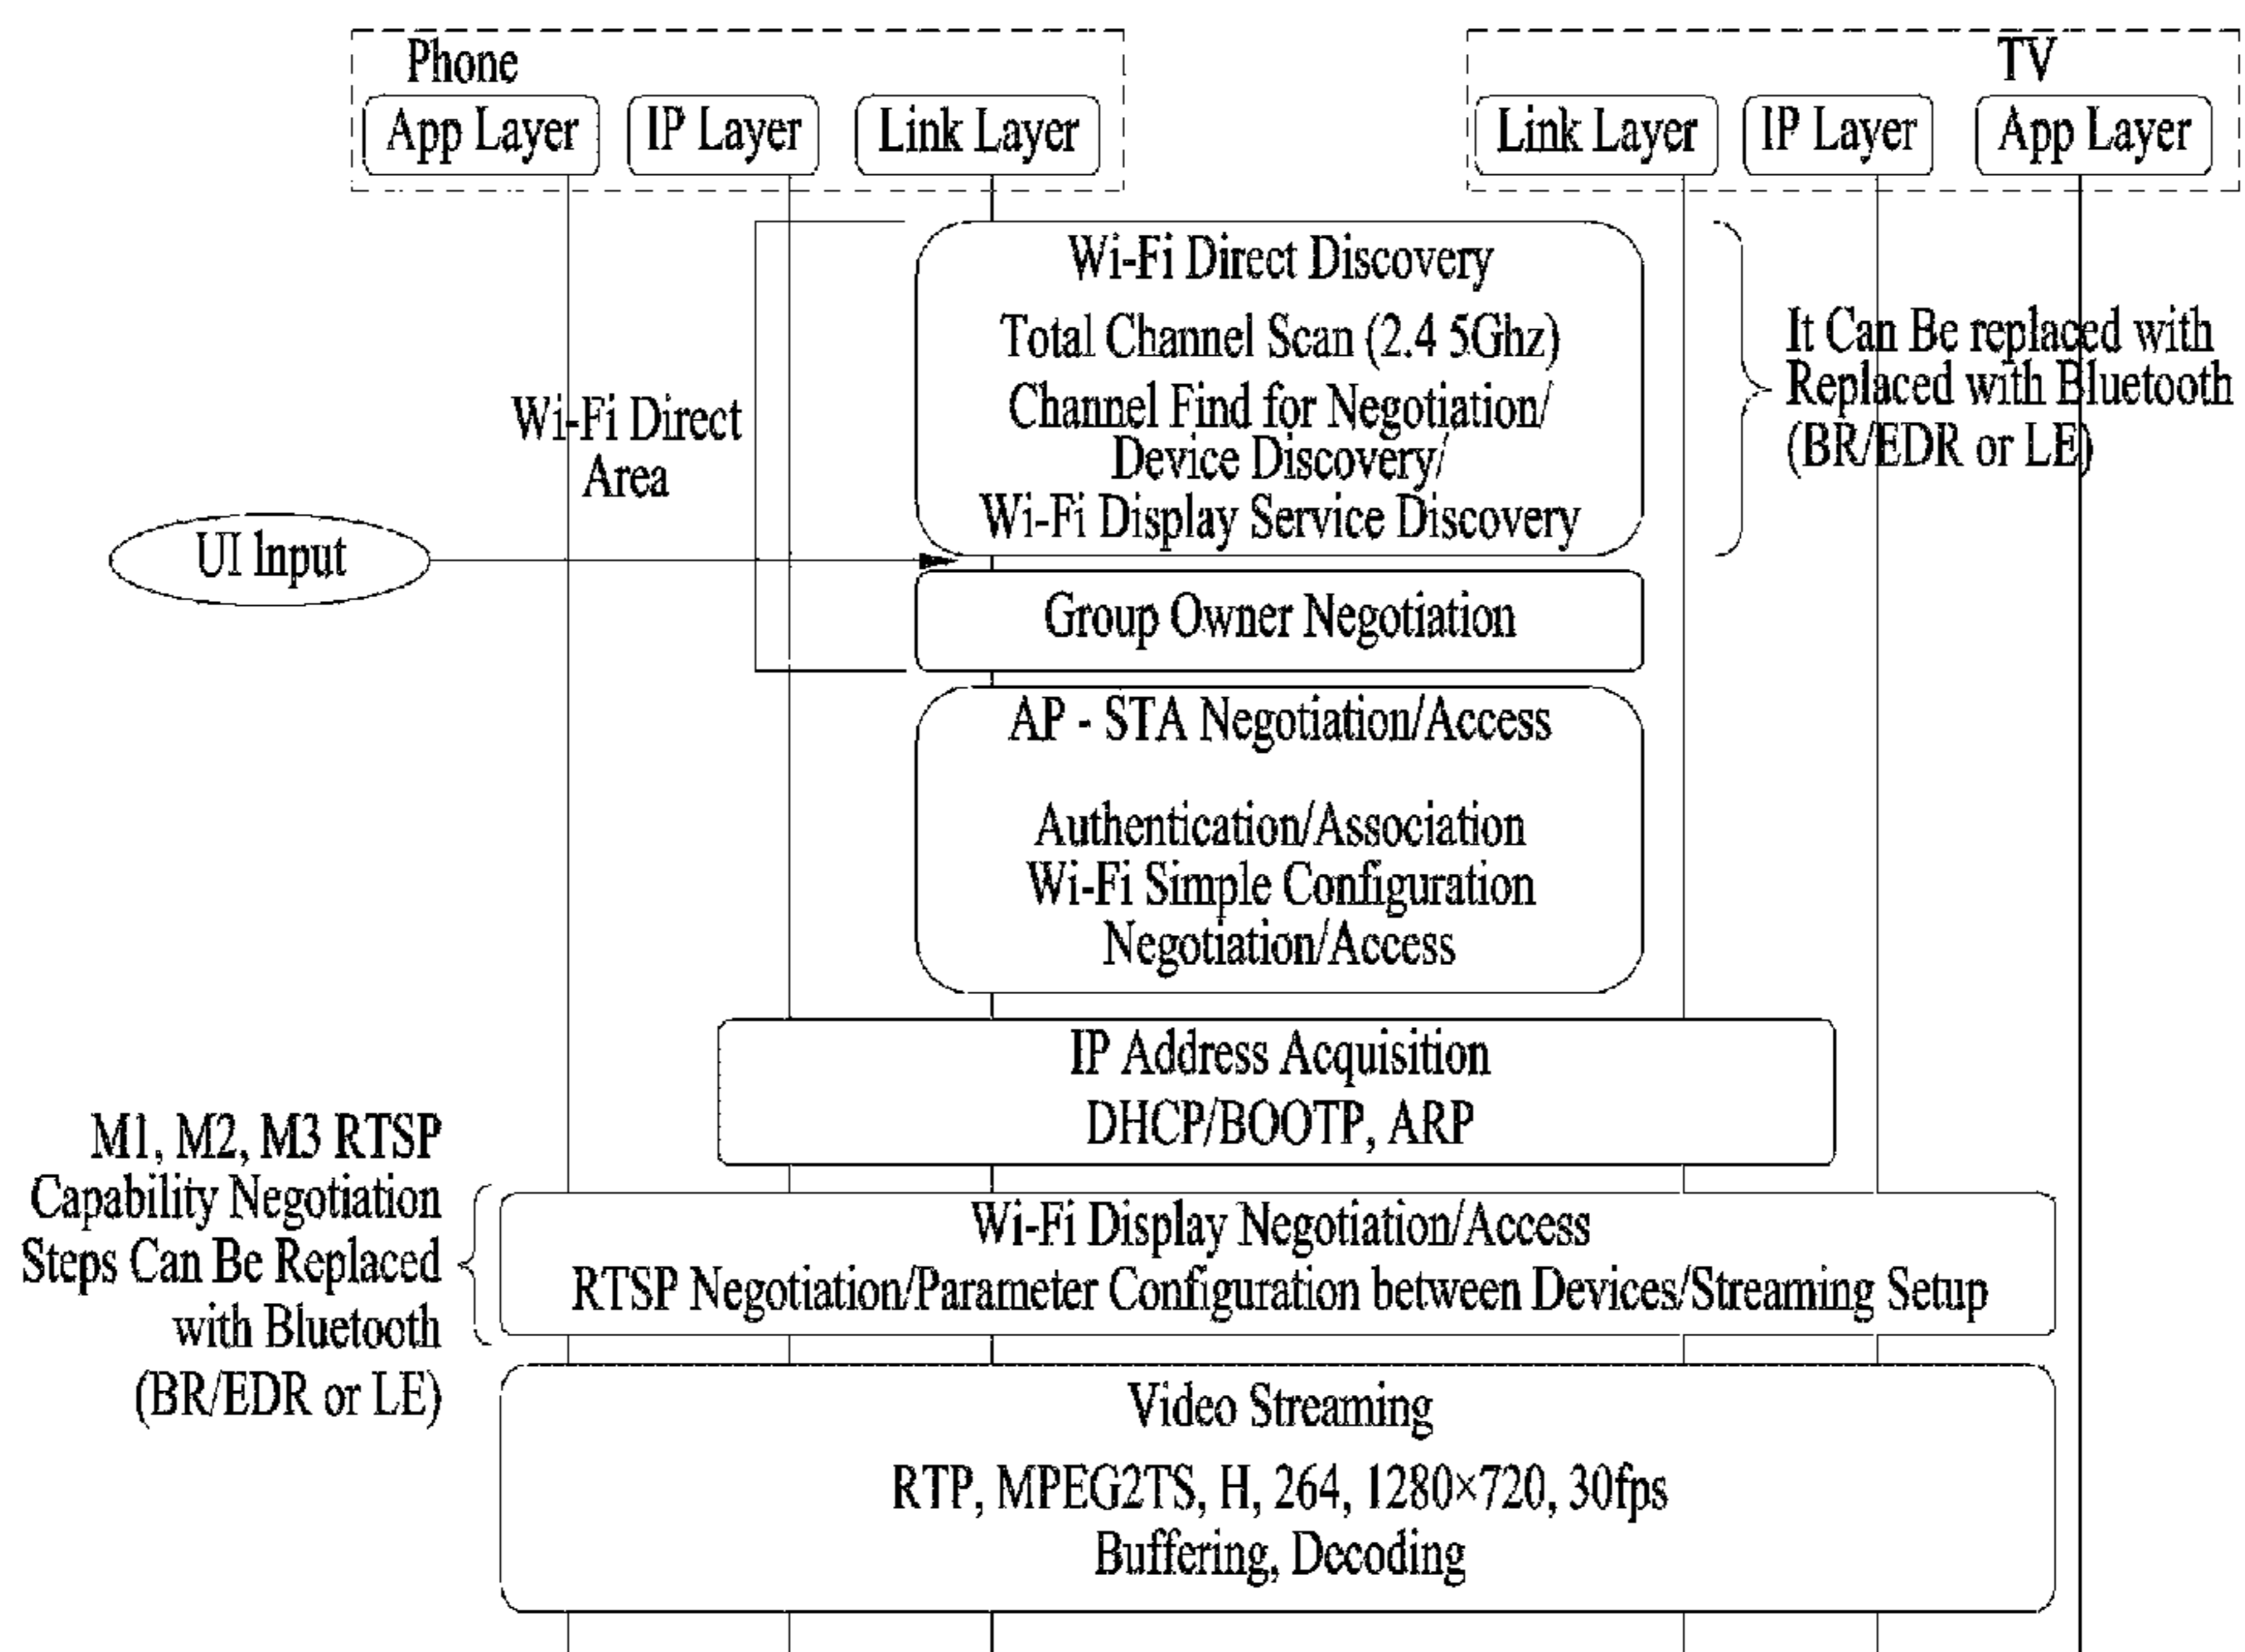 Phone
App Layer
IP Layer
Link Layer
TV
Link Layer
IP Layer
App Layer
Wi-Fi Direct Discovery
Total Channel Scan (2.4 5Ghz)
Channel Find for Negotiation/
Device Discovery/
Wi-Fi Display Service Discovery
It Can Be replaced with
Replaced with Bluetooth
(BR/EDR or LE)
Wi-Fi Direct
Area
UI Input
Group Owner Negotiation
AP - STA Negotiation/Access
Authentication/Association
Wi-Fi Simple Configuration
Negotiation/Access
IP Address Acquisition
DHCP/BOOTP, ARP
M1, M2, M3 RTSP
Capability Negotiation
Steps Can Be Replaced
with Bluetooth
(BR/EDR or LE)
Wi-Fi Display Negotiation/Access
RTSP Negotiation/Parameter Configuration between Devices/Streaming Setup
Video Streaming
RTP, MPEG2TS, H, 264, 1280×720, 30fps
Buffering, Decoding